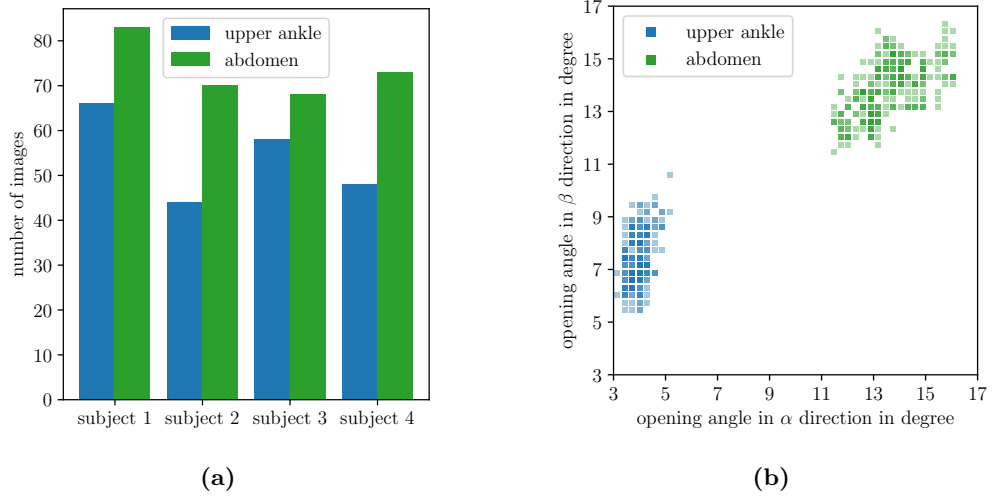 80
70
60
50
40
30
20
10
0
number of images
upper ankle
abdomen
subject 1 subject 2 subject 3 subject 4
(a)
17
15
13
11
9
7
5
3
opening angle in β direction in degree
upper ankle
abdomen
3 5 7 9 11 13 15 17
opening angle in α direction in degree
(b)